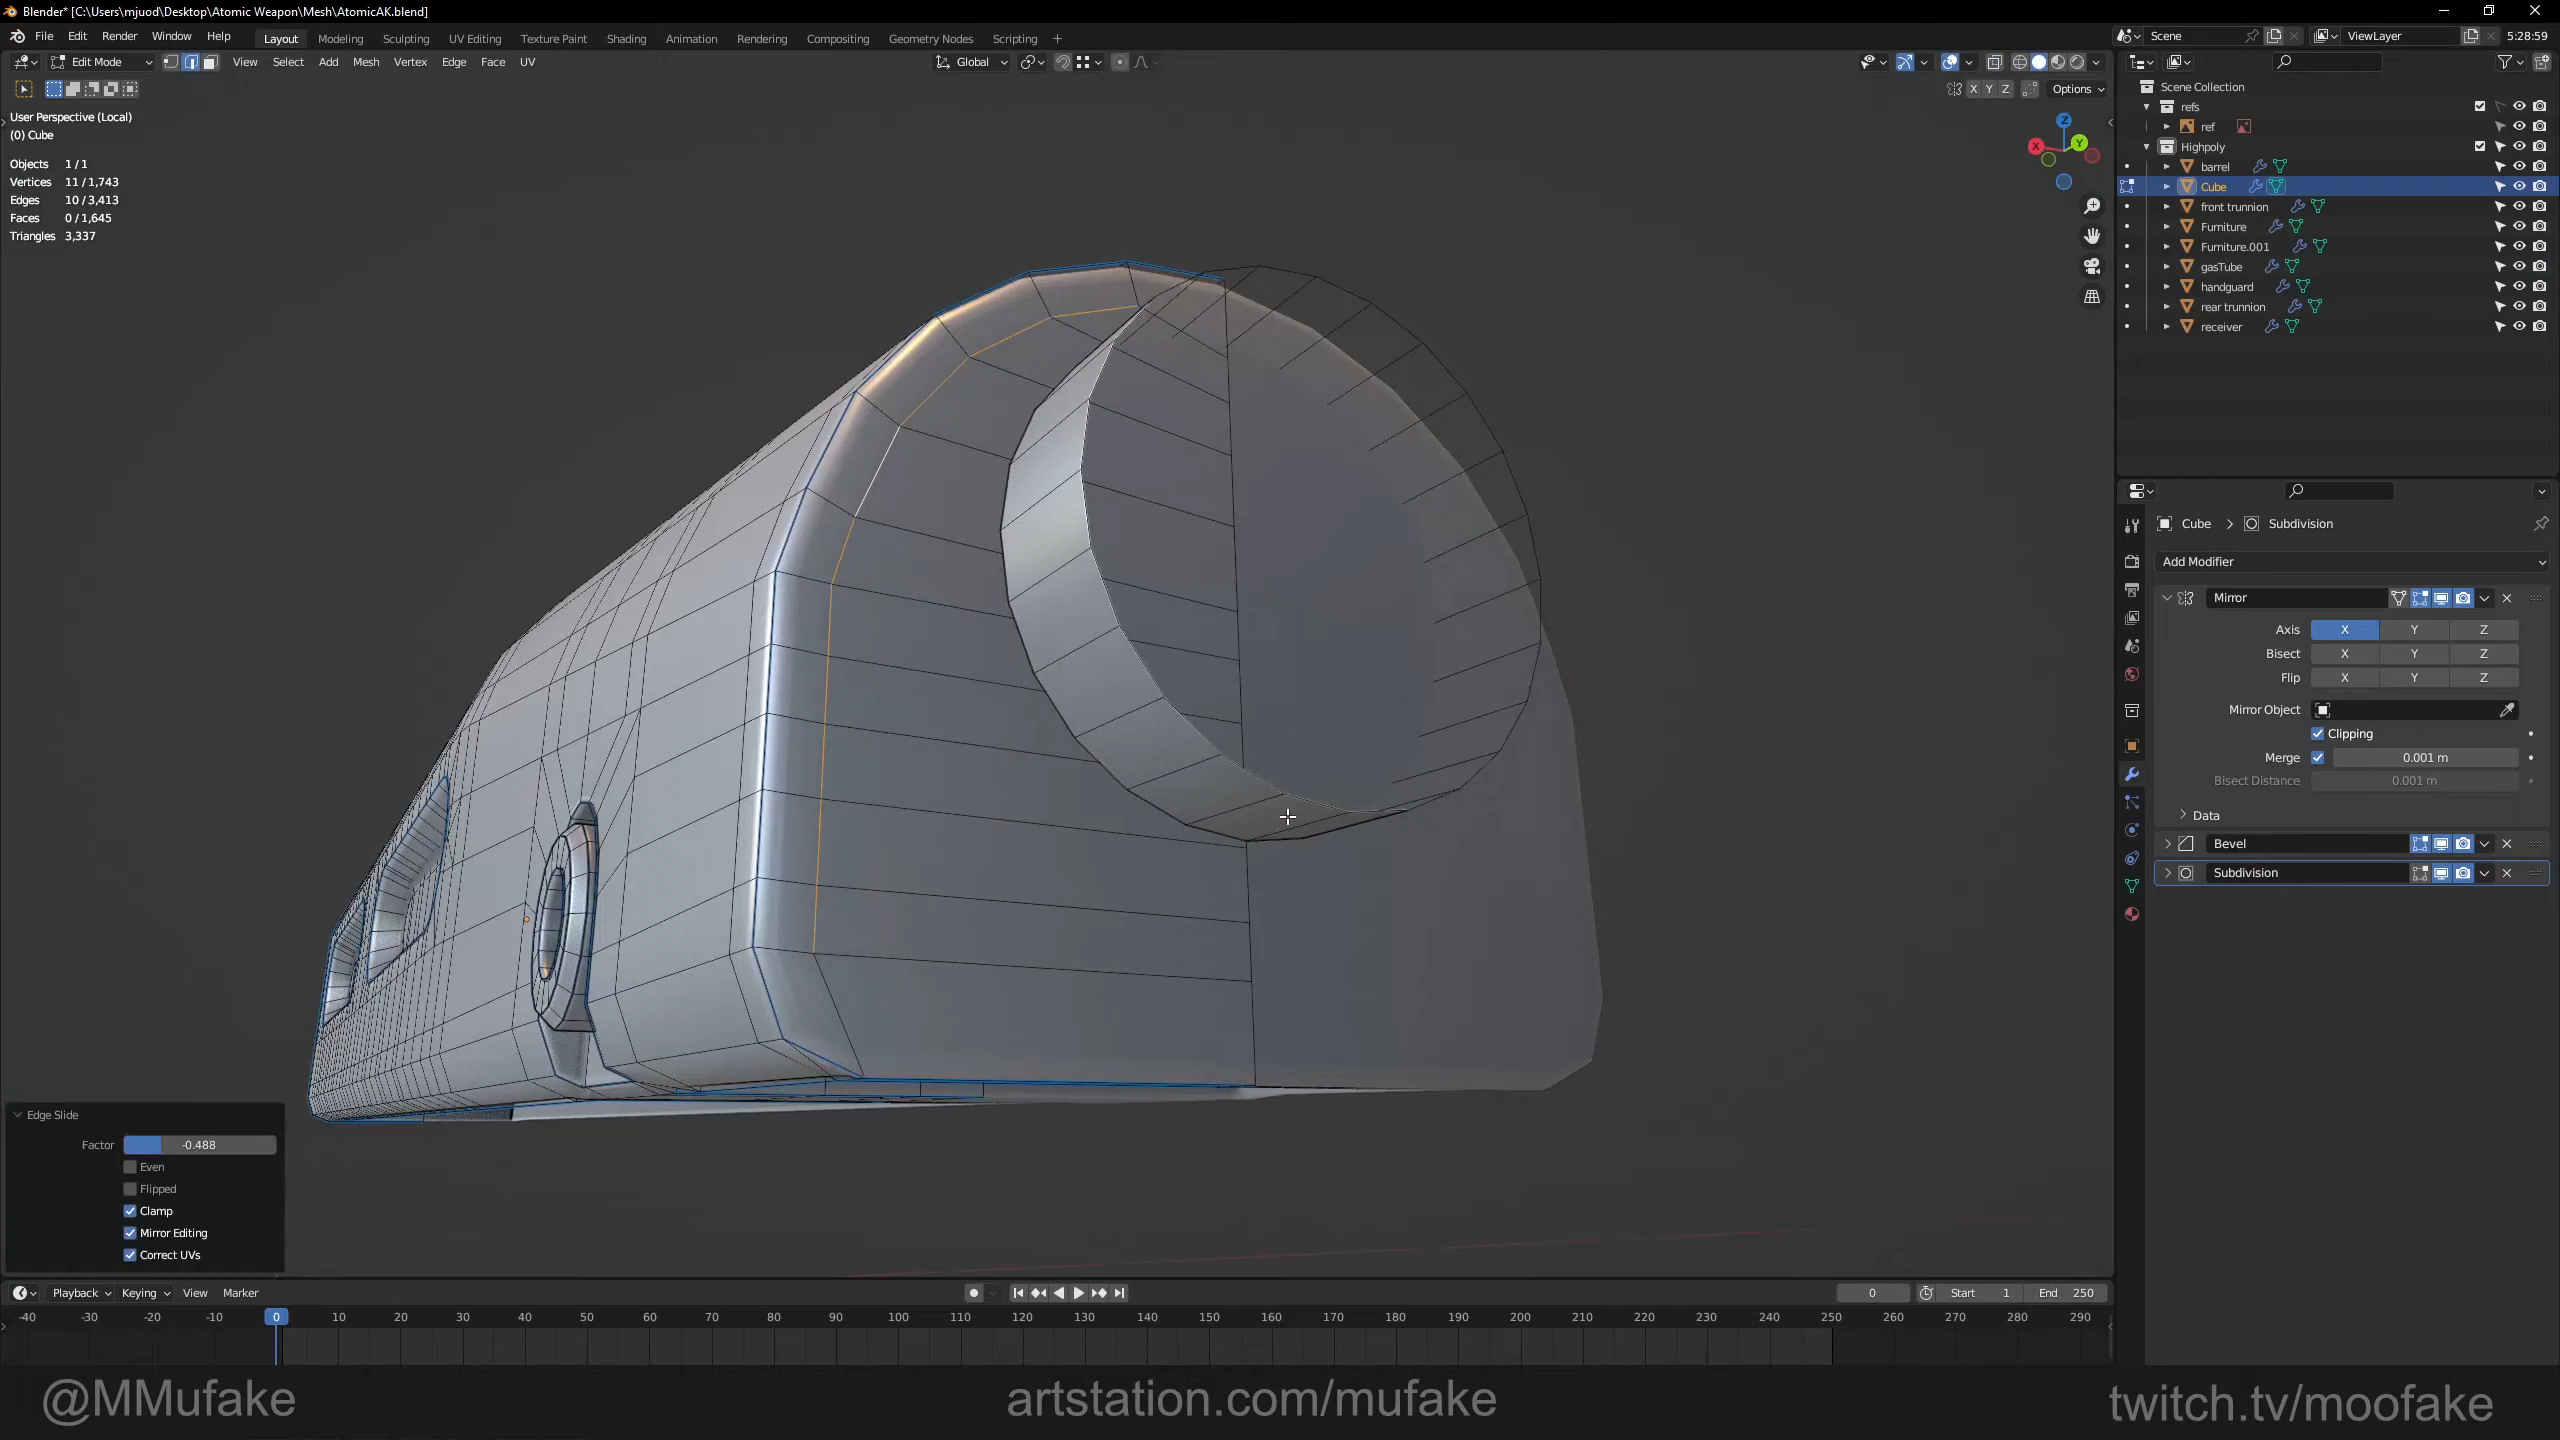 Blender* [C:\Users\mjuod\Desktop\Atomic Weapon\Mesh\AtomicAK.blend]
File Edit Render Window Help Layout Modeling Sculpting UV Editing Texture Paint Shading Animation Rendering Compositing Geometry Nodes Scripting + Scene ViewLayer 5:28:59
Edit Mode View Select Add Mesh Vertex Edge Face UV Global
X Y Z Options
User Perspective (Local)
(0) Cube
Objects 1 / 1
Vertices 11 / 1,743
Edges 10 / 3,413
Faces 0 / 1,645
Triangles 3,337
Z
X Y
Scene Collection
refs
ref
Highpoly
barrel
Cube
front trunnion
Furniture
Furniture.001
gasTube
handguard
rear trunnion
receiver
Cube > Subdivision
Add Modifier
Mirror
Axis X Y Z
Bisect X Y Z
Flip X Y Z
Mirror Object
Clipping
Merge 0.001 m
Bisect Distance 0.001 m
Data
Bevel
Subdivision
Edge Slide
Factor -0.488
Even
Flipped
Clamp
Mirror Editing
Correct UVs
Playback Keying View Marker 0 Start 1 End 250
-40 -30 -20 -10 0 10 20 30 40 50 60 70 80 90 100 110 120 130 140 150 160 170 180 190 200 210 220 230 240 250 260 270 280 290
@MMufake artstation.com/mufake twitch.tv/moofake